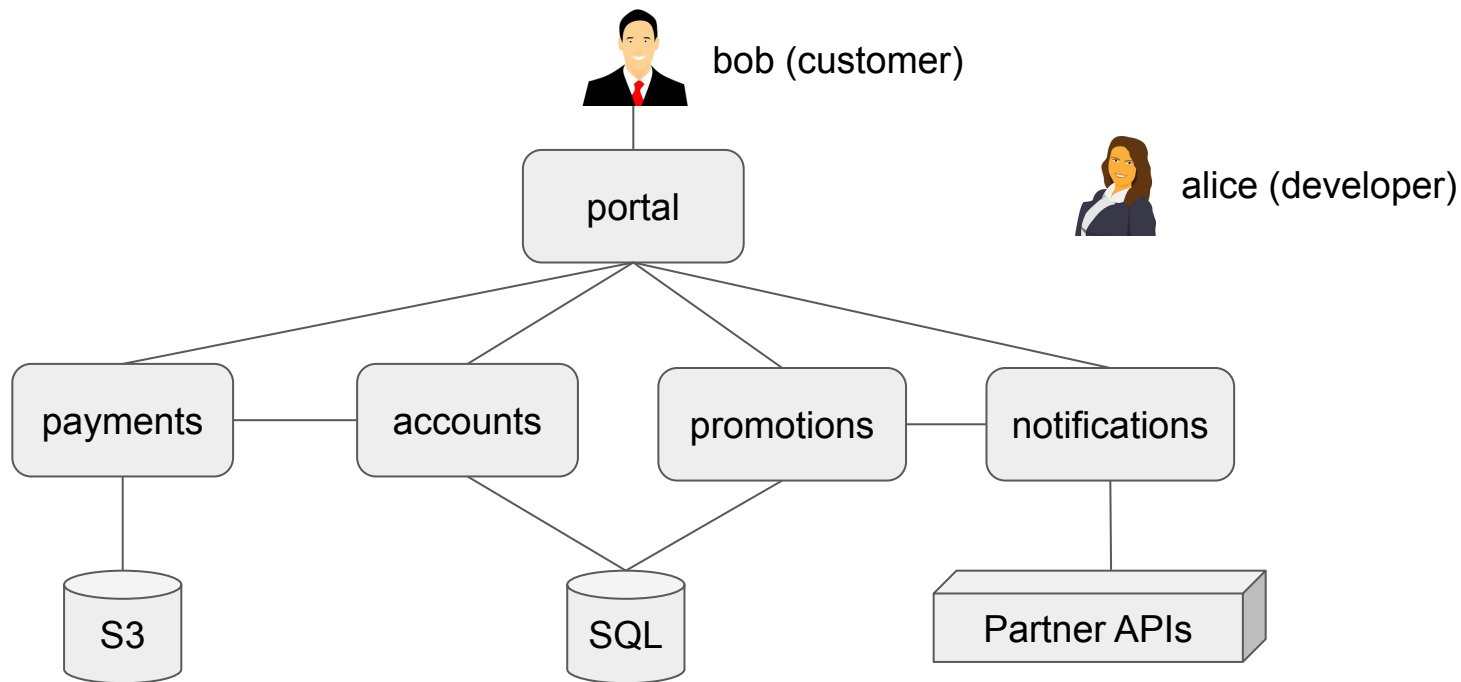 bob (customer)
alice (developer)
portal
payments
accounts
promotions
notifications
S3
SQL
Partner APIs